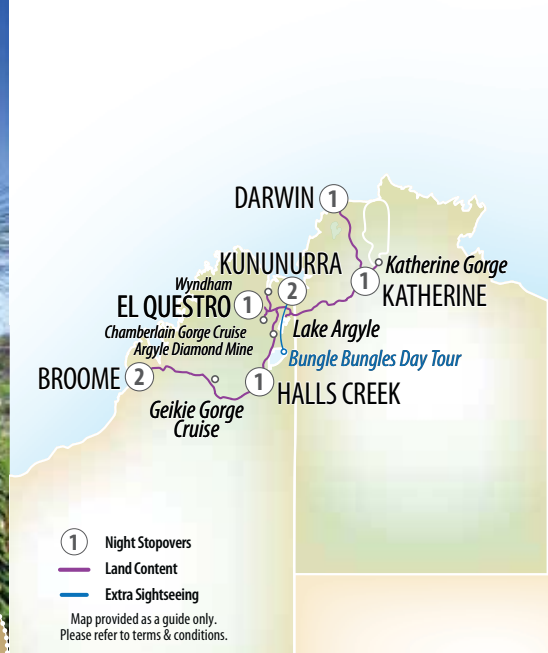 DARWIN 1
Katherine Gorge
KUNUNURRA
1
KATHERINE
Wyndham
2
EL QUESTRO 1
Chamberlain Gorge Cruise
Lake Argyle
Argyle Diamond Mine
Bungle Bungles Day Tour
BROOME 2
1 HALLS CREEK
Geikie Gorge
Cruise
1 Night Stopovers
Land Content
Extra Sightseeing
Map provided as a guide only.
Please refer to terms & conditions.